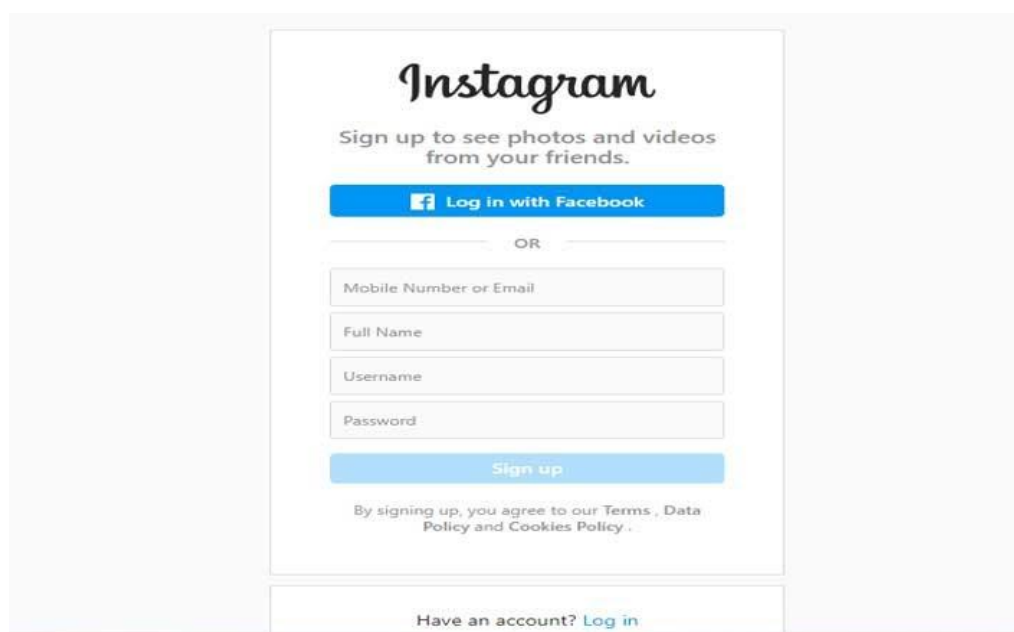 Instagram
Sign up to see photos and videos
from your friends.
Log in with Facebook
OR
Mobile Number or Email
Full Name
Username
Password
Sign up
By signing up, you agree to our Terms , Data
Policy and Cookies Policy .
Have an account? Log in